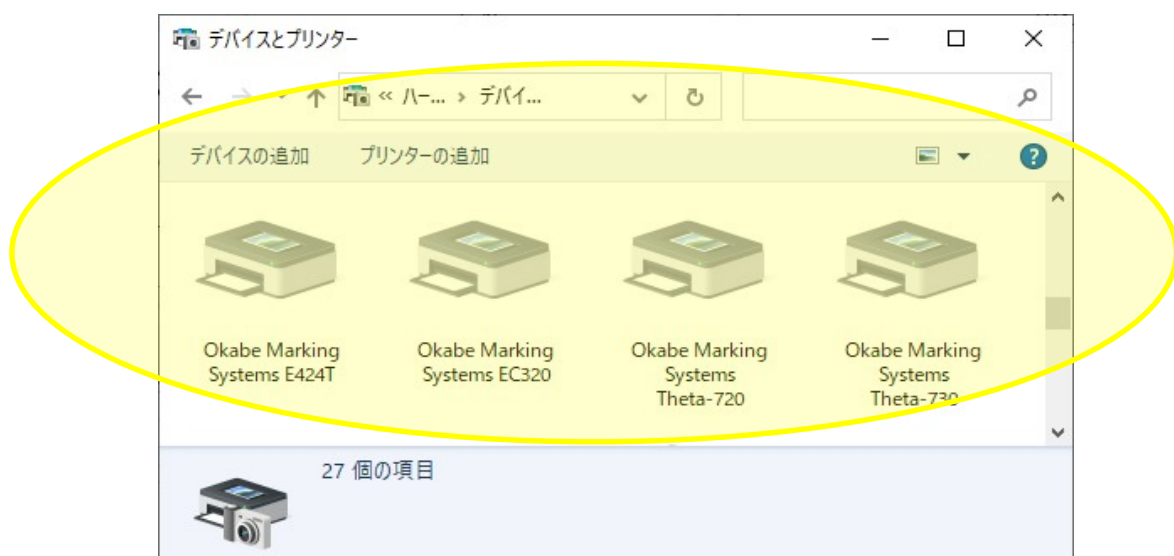 デバイスとプリンター
« ハー... › デバイ...
デバイスの追加 プリンターの追加
Okabe Marking
Systems E424T
Okabe Marking
Systems EC320
Okabe Marking
Systems
Theta-720
Okabe Marking
Systems
Theta-730
27 個の項目